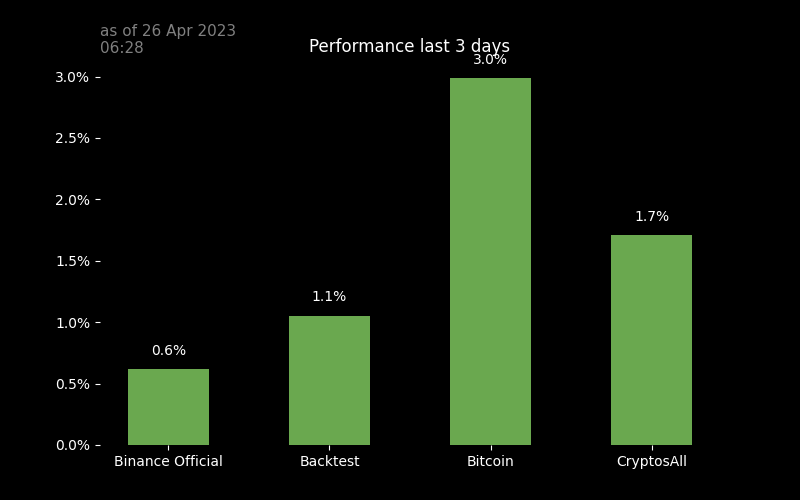 as of 26 Apr 2023
06:28
Performance last 3 days
3.0%
3.0%
2.5%
2.0%
1.7%
1.5%
1.1%
1.0%
0.6%
0.5%
0.0%
Binance Official
Backtest
Bitcoin
CryptosAll